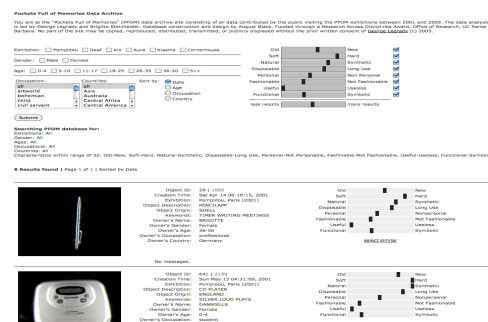 Pockets Full of Memories Data Archive
You are at the "Pockets Full of Memories" (PFOM) data archive site consisting of all data contributed by the public visiting the PFOM exhibitions between 2001 and 2005. The data analysis
is by George Legrady and Brigitte Steinheider. Database construction and design by August Black. Funded through a Research Across Disciplines Award, Office of Research, UC Santa
Barbara. No part of the site may be copied, reproduced, distributed, transmitted, or publicly displayed without the prior written consent of George Legrady (c) 2005.
Exhibition: Pompidou Deaf Ars Aura Kiasma Cornerhouse
Gender: Male Female
Age: 0-4 5-10 11-17 18-25 26-35 36-50 51+
Occupation: Countries: Sort by: Date
all all Age
artworld Asia Occupation
bohemian Australia Country
child Central Africa
civil servant Central America
Old New
Soft Hard
Natural Synthetic
Disposable Long Use
Personal Non Personal
Fashionable Not Fashionable
Useful Useless
Functional Symbolic
less results more results
Submit
Searching PFOM database for:
Exhibitions: All
Gender: All
Ages: All
Occupations: All
Countries: All
Characteristics within range of 32: Old-New, Soft-Hard, Natural-Synthetic, Disposable-Long Use, Personal-Not Personable, Fashinable-Not Fashionable, Useful-Useless, Functional-Symbol
8 Results found | Page 1 of 1 | Sorted by Date
Object ID: 29 | 1055
Creation Time: Sat Apr 14 06:16:15, 2001
Exhibition: Pompidou, Paris (2001)
Object Description: PENCILAPP
Object Origin: SHELL
Keywords: TIMER WRITING MEETINGS
Owner's Name: BRIGITTE
Owner's Gender: Female
Owner's Age: 36-50
Owner's Occupation: professional
Owner's Country: Germany
Old New
Soft Hard
Natural Synthetic
Disposable Long Use
Personal Nonpersonal
Fashionable Not Fashionable
Useful Useless
Functional Symbolic
select similar
No messages.
Object ID: 641 | 2159
Creation Time: Sun May 13 04:31:09, 2001
Exhibition: Pompidou, Paris (2001)
Object Description: CD PLAYER
Object Origin: ENGLAND
Keywords: SILVER LOUD PLAYS
Owner's Name: DANNIELLE
Owner's Gender: Female
Owner's Age: 0-4
Owner's Occupation: student
Old New
Soft Hard
Natural Synthetic
Disposable Long Use
Personal Nonpersonal
Fashionable Not Fashionable
Useful Useless
Functional Symbolic